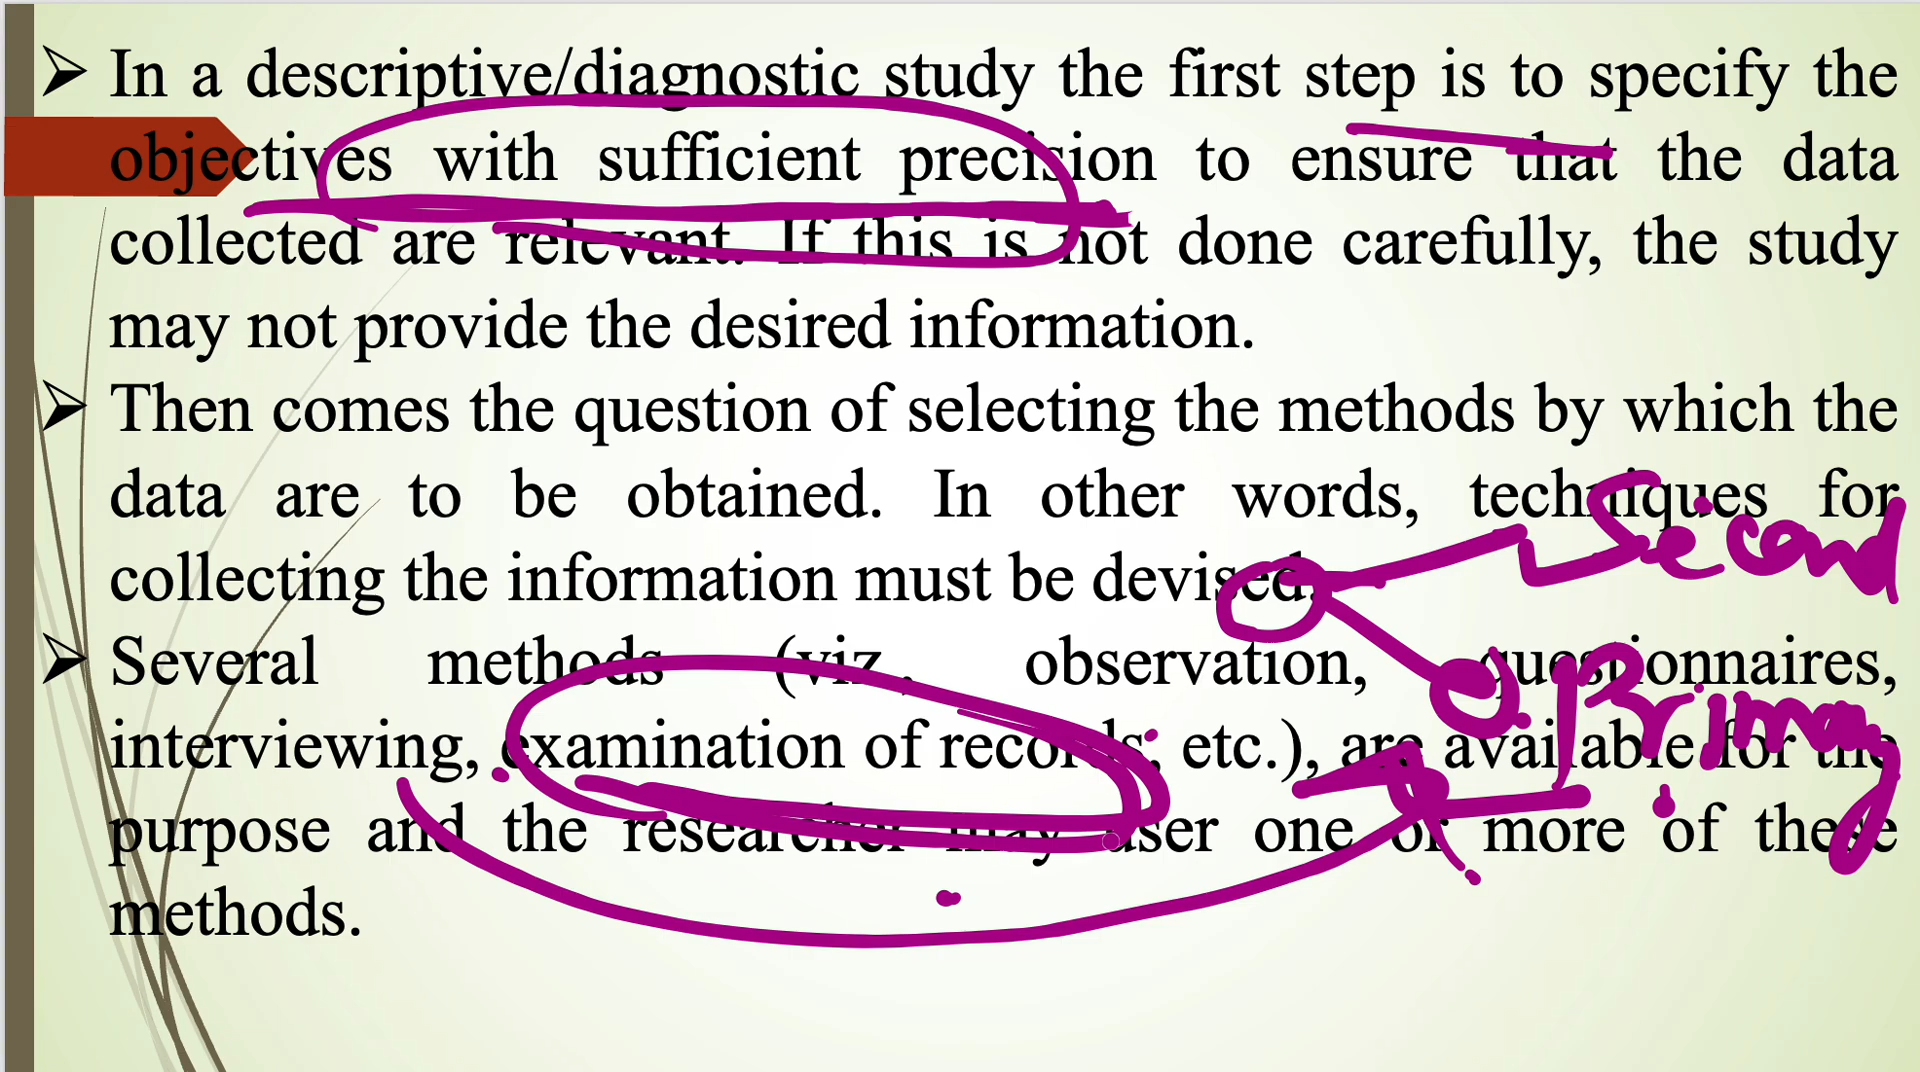 ➢ In a descriptive/diagnostic study the first step is to specify the
objectives with sufficient precision to ensure that the data
collected are relevant. If this is not done carefully, the study
may not provide the desired information.
➢ Then comes the question of selecting the methods by which the
data are to be obtained. In other words, techniques for
collecting the information must be devised.
Second
➢ Several methods (viz, observation, questionnaires,
interviewing, examination of records, etc.), are available for the
purpose and the researcher may user one or more of these
methods.